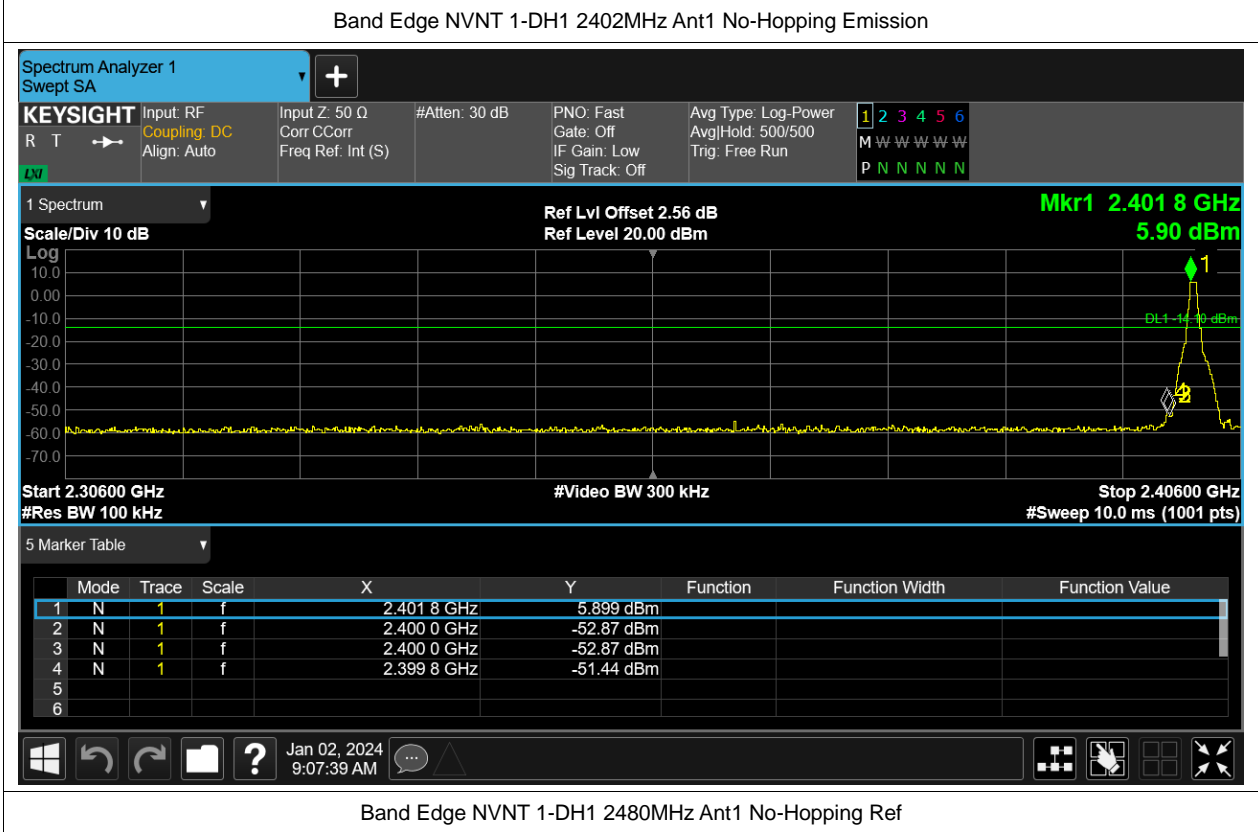 Band Edge NVNT 1-DH1 2402MHz Ant1 No-Hopping Emission
Spectrum Analyzer 1
Swept SA
KEYSIGHT
R T
LXI
Input: RF
Coupling: DC
Align: Auto
Input Z: 50 Ω
Corr CCorr
Freq Ref: Int (S)
#Atten: 30 dB
PNO: Fast
Gate: Off
IF Gain: Low
Sig Track: Off
Avg Type: Log-Power
Avg|Hold: 500/500
Trig: Free Run
1 2 3 4 5 6
M W W W W W
P N N N N N
1 Spectrum
Scale/Div 10 dB
Ref Lvl Offset 2.56 dB
Ref Level 20.00 dBm
Mkr1 2.401 8 GHz
5.90 dBm
Log
10.0
0.00
-10.0
-20.0
-30.0
-40.0
-50.0
-60.0
-70.0
1
DL1 -14.10 dBm
Start 2.30600 GHz
#Res BW 100 kHz
#Video BW 300 kHz
Stop 2.40600 GHz
#Sweep 10.0 ms (1001 pts)
5 Marker Table
Mode Trace Scale X Y Function Function Width Function Value
1 N 1 f 2.401 8 GHz 5.899 dBm
2 N 1 f 2.400 0 GHz -52.87 dBm
3 N 1 f 2.400 0 GHz -52.87 dBm
4 N 1 f 2.399 8 GHz -51.44 dBm
5
6
?
Jan 02, 2024
9:07:39 AM
Band Edge NVNT 1-DH1 2480MHz Ant1 No-Hopping Ref